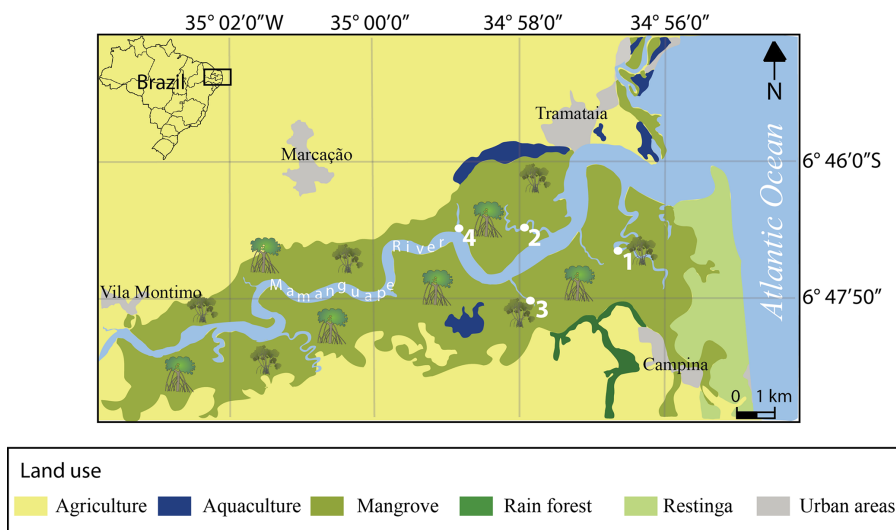 35° 02'W 35° 00′′ 34° 58'0′′ 34° 56'0′′
Brazil
N
Tramataia
Marcação
6° 46'0′′S
Atlantic Ocean
4 2
1
River
Mamanguape
Vila Montimo
6° 47'50′′
3
Campina
0 1 km
Land use
Agriculture Aquaculture Mangrove Rain forest Restinga Urban areas